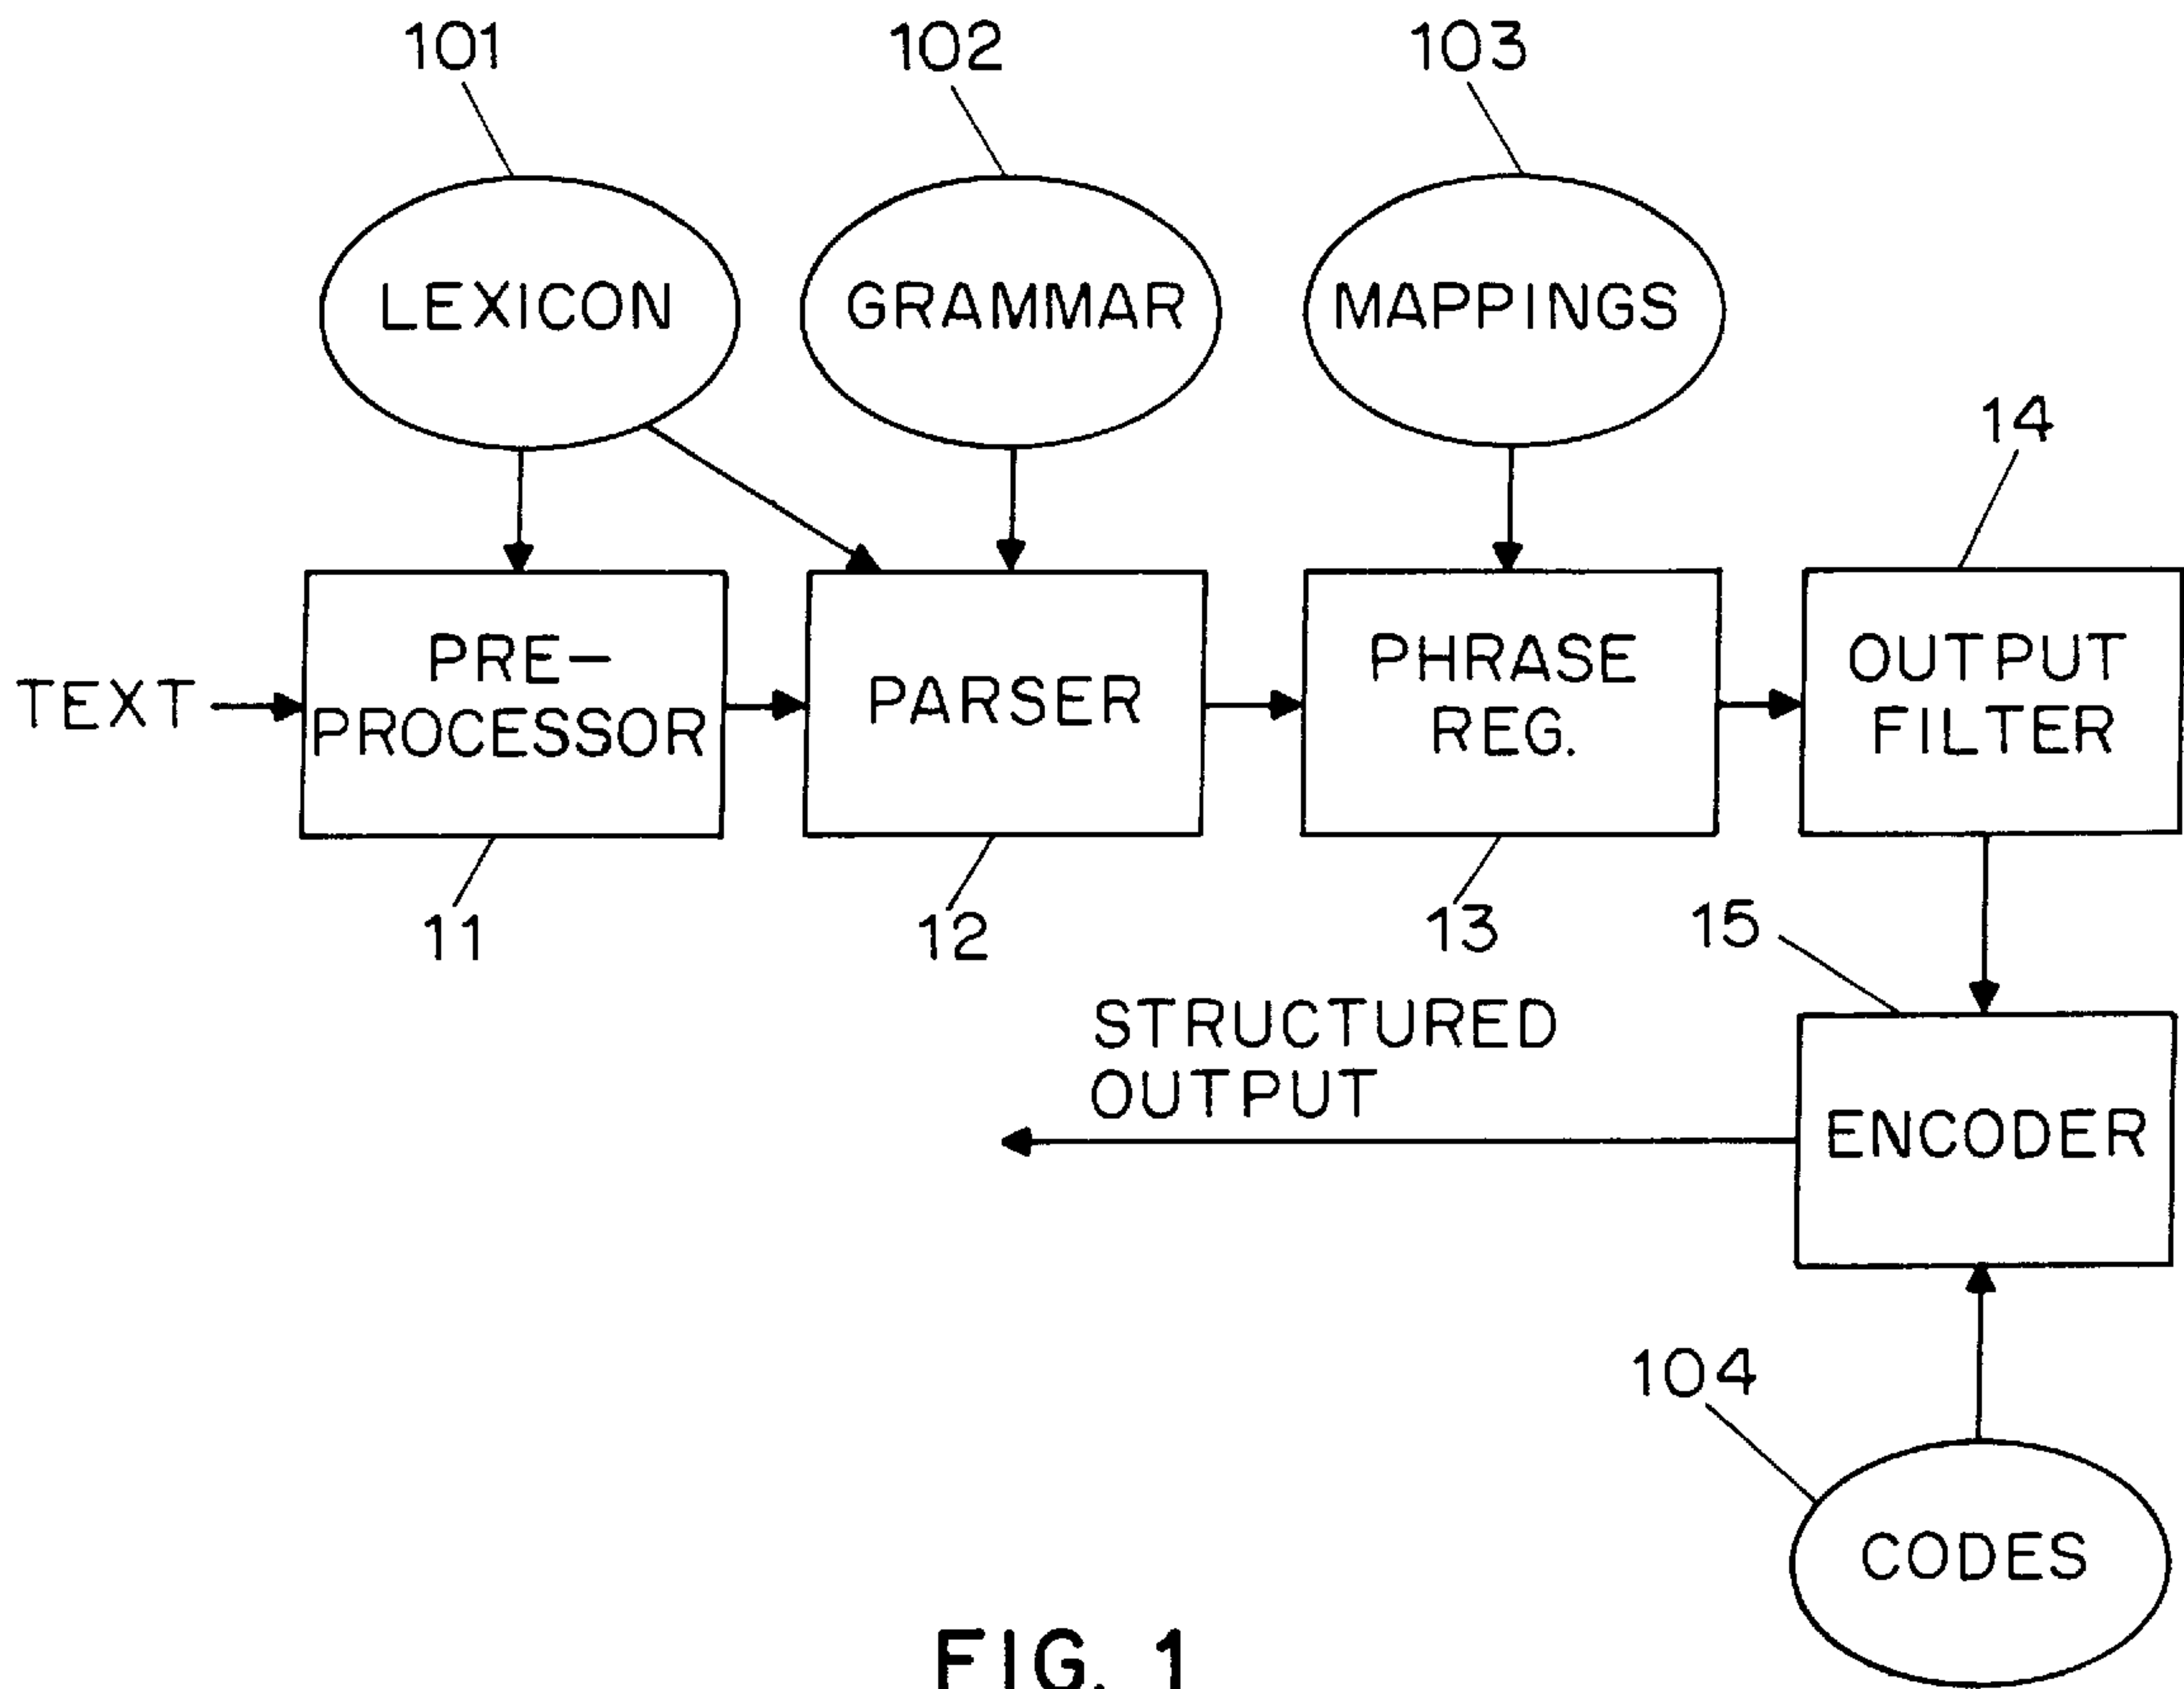 101
102
103
LEXICON
GRAMMAR
MAPPINGS
14
TEXT
PRE-
PROCESSOR
PARSER
PHRASE
REG.
OUTPUT
FILTER
11
12
13
15
STRUCTURED
OUTPUT
ENCODER
104
CODES
FIG. 1